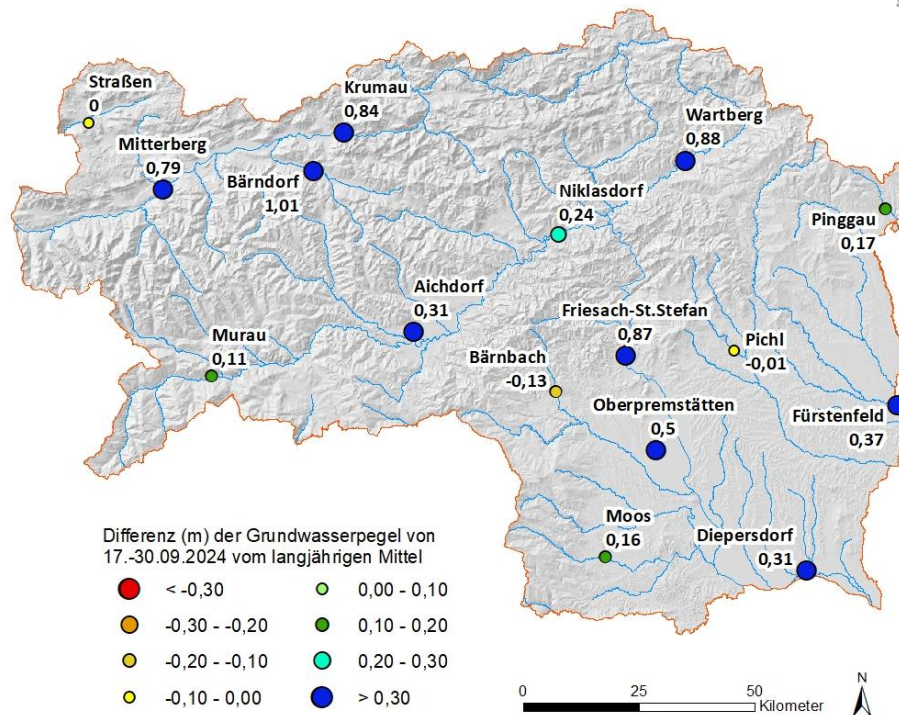 Straßen
0
Krumau
0,84
Wartberg
0,88
Mitterberg
0,79
Bärndorf
1,01
Niklasdorf
0,24
Pinggau
0,17
Aichdorf
0,31
Friesach-St.Stefan
0,87
Murau
0,11
Pichl
-0,01
Bärnbach
-0,13
Oberpremstätten
0,5
Fürstenfeld
0,37
Moos
0,16
Diepersdorf
0,31
Differenz (m) der Grundwasserpegel von
17.-30.09.2024 vom langjährigen Mittel
< -0,30
-0,30 - -0,20
-0,20 - -0,10
-0,10 - 0,00
0,00 - 0,10
0,10 - 0,20
0,20 - 0,30
> 0,30
0 25 50
Kilometer
N